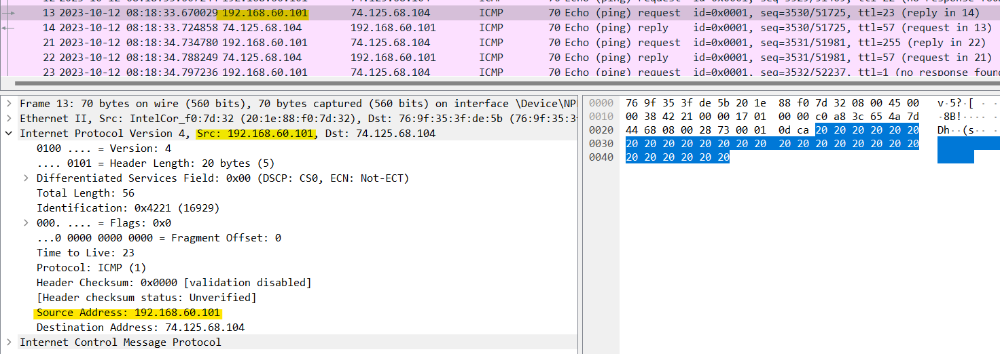 13 2023-10-12 08:18:33.670029 192.168.60.101 74.125.68.104 ICMP 70 Echo (ping) request id=0x0001, seq=3530/51725, ttl=23 (reply in 14)
14 2023-10-12 08:18:33.724858 74.125.68.104 192.168.60.101 ICMP 70 Echo (ping) reply id=0x0001, seq=3530/51725, ttl=57 (request in 13)
21 2023-10-12 08:18:34.734780 192.168.60.101 74.125.68.104 ICMP 70 Echo (ping) request id=0x0001, seq=3531/51981, ttl=255 (reply in 22)
22 2023-10-12 08:18:34.788249 74.125.68.104 192.168.60.101 ICMP 70 Echo (ping) reply id=0x0001, seq=3531/51981, ttl=57 (request in 21)
23 2023-10-12 08:18:34.797236 192.168.60.101 74.125.68.104 ICMP 70 Echo (ping) request id=0x0001, seq=3532/52237, ttl=1 (no response foun
Frame 13: 70 bytes on wire (560 bits), 70 bytes captured (560 bits) on interface \Device\NP
Ethernet II, Src: IntelCor_f0:7d:32 (20:1e:88:f0:7d:32), Dst: 76:9f:35:3f:de:5b (76:9f:35:3
Internet Protocol Version 4, Src: 192.168.60.101, Dst: 74.125.68.104
0100 .... = Version: 4
.... 0101 = Header Length: 20 bytes (5)
Differentiated Services Field: 0x00 (DSCP: CS0, ECN: Not-ECT)
Total Length: 56
Identification: 0x4221 (16929)
000. .... = Flags: 0x0
...0 0000 0000 0000 = Fragment Offset: 0
Time to Live: 23
Protocol: ICMP (1)
Header Checksum: 0x0000 [validation disabled]
[Header checksum status: Unverified]
Source Address: 192.168.60.101
Destination Address: 74.125.68.104
Internet Control Message Protocol
0000 76 9f 35 3f de 5b 20 1e 88 f0 7d 32 08 00 45 00 v·5?·[ · ·
0010 00 38 42 21 00 00 17 01 00 00 c0 a8 3c 65 4a 7d ·8B!····
0020 44 68 08 00 28 73 00 01 0d ca 20 20 20 20 20 20 Dh··(s··
0030 20 20 20 20 20 20 20 20 20 20 20 20 20 20 20 20
0040 20 20 20 20 20 20